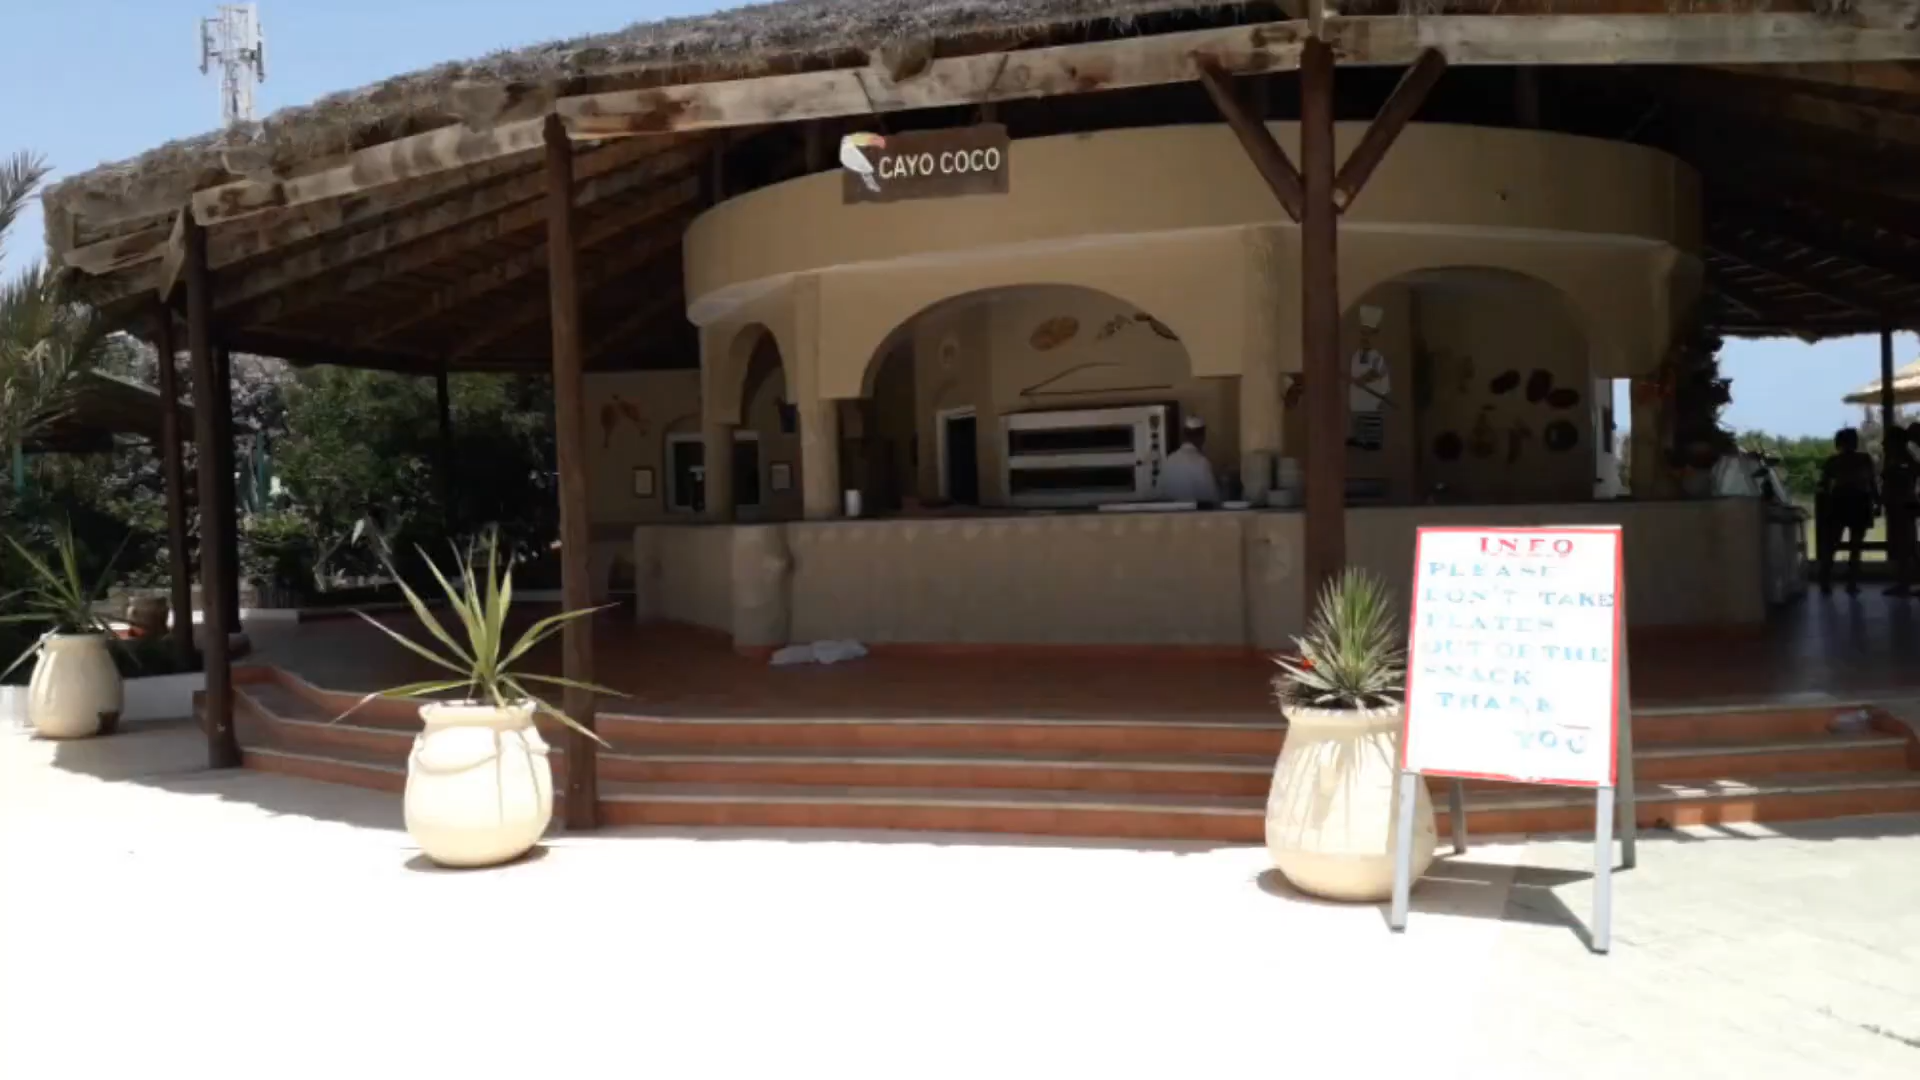 CAYO COCO
INFO
PLEASE
DON'T TAKE
PLATES
OUT OF THE
SNACK
THANK
YOU